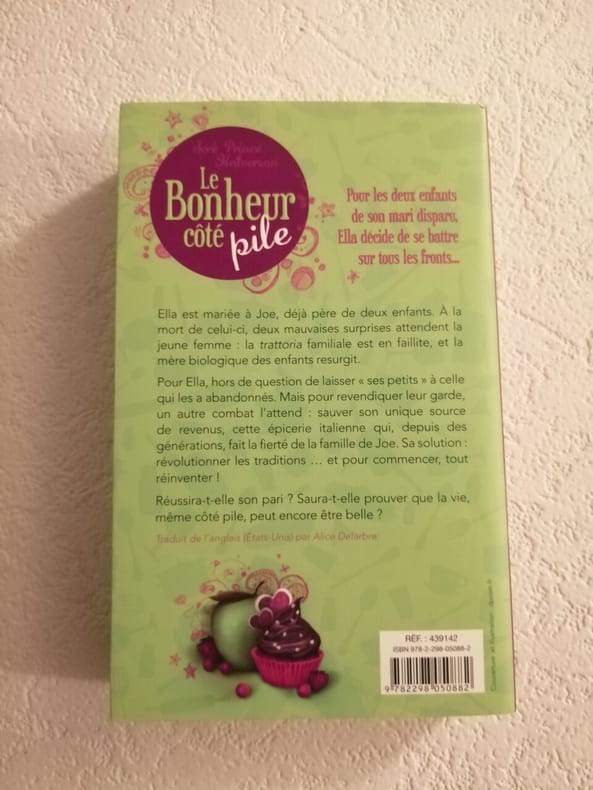 Seré Prince
Halverson
Le
Bonheur
côté
pile
Pour les deux enfants
de son mari disparu,
Ella décide de se battre
sur tous les fronts...
Ella est mariée à Joe, déjà père de deux enfants. À la
mort de celui-ci, deux mauvaises surprises attendent la
jeune femme : la trattoria familiale est en faillite, et la
mère biologique des enfants resurgit.
Pour Ella, hors de question de laisser « ses petits » à celle
qui les a abandonnés. Mais pour revendiquer leur garde,
un autre combat l'attend : sauver son unique source
de revenus, cette épicerie italienne qui, depuis des
générations, fait la fierté de la famille de Joe. Sa solution :
révolutionner les traditions ... et pour commencer, tout
réinventer !
Réussira-t-elle son pari ? Saura-t-elle prouver que la vie,
même côté pile, peut encore être belle ?
Traduit de l'anglais (États-Unis) par Alice Delarbre
RÉF. : 439142
ISBN 978-2-298-05088-2
9 782298 050882
Couverture et illustration :